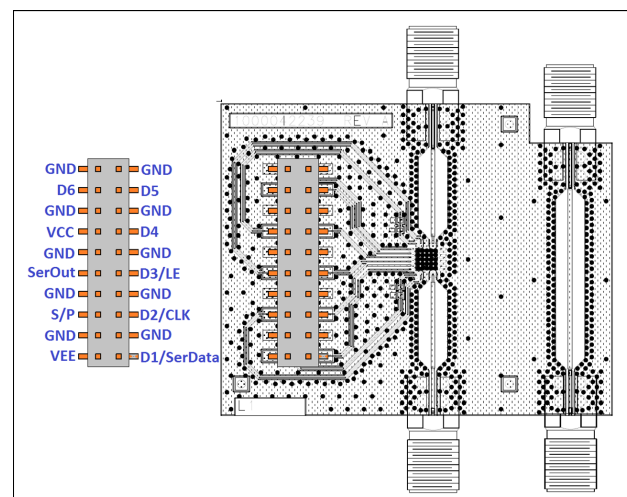 1000042239 REV A
GND GND
D6 D5
GND GND
VCC D4
GND GND
SerOut D3/LE
GND GND
S/P D2/CLK
GND GND
VEE D1/SerData